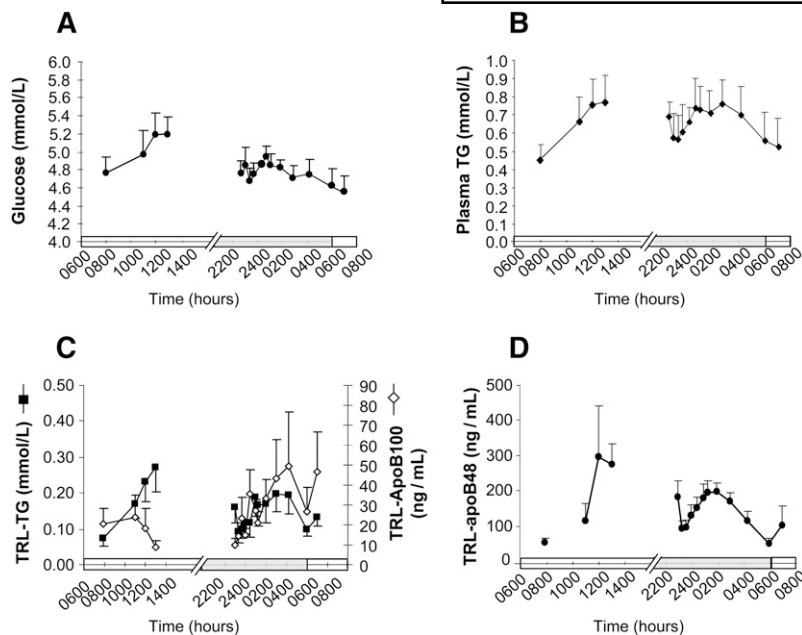 A
Glucose (mmol/L)
6.0
5.8
5.6
5.4
5.2
5.0
4.8
4.6
4.4
4.2
4.0
0600 0800 1000 1200 1400 2200 2400 0200 0400 0600 0800
Time (hours)
B
Plasma TG (mmol/L)
1.0
0.9
0.8
0.7
0.6
0.5
0.4
0.3
0.2
0.1
0.0
0600 0800 1000 1200 1400 2200 2400 0200 0400 0600 0800
Time (hours)
C
TRL-TG (mmol/L)
0.50
0.40
0.30
0.20
0.10
0.00
90
80
70
60
50
40
30
20
10
0
TRL-ApoB100
(ng / mL)
0600 0800 1200 1400 2200 2400 0200 0400 0600 0800
Time (hours)
D
TRL-apoB48 (ng / mL)
500
400
300
200
100
0
0600 0800 1000 1200 1400 2200 2400 0200 0400 0600 0800
Time (hours)